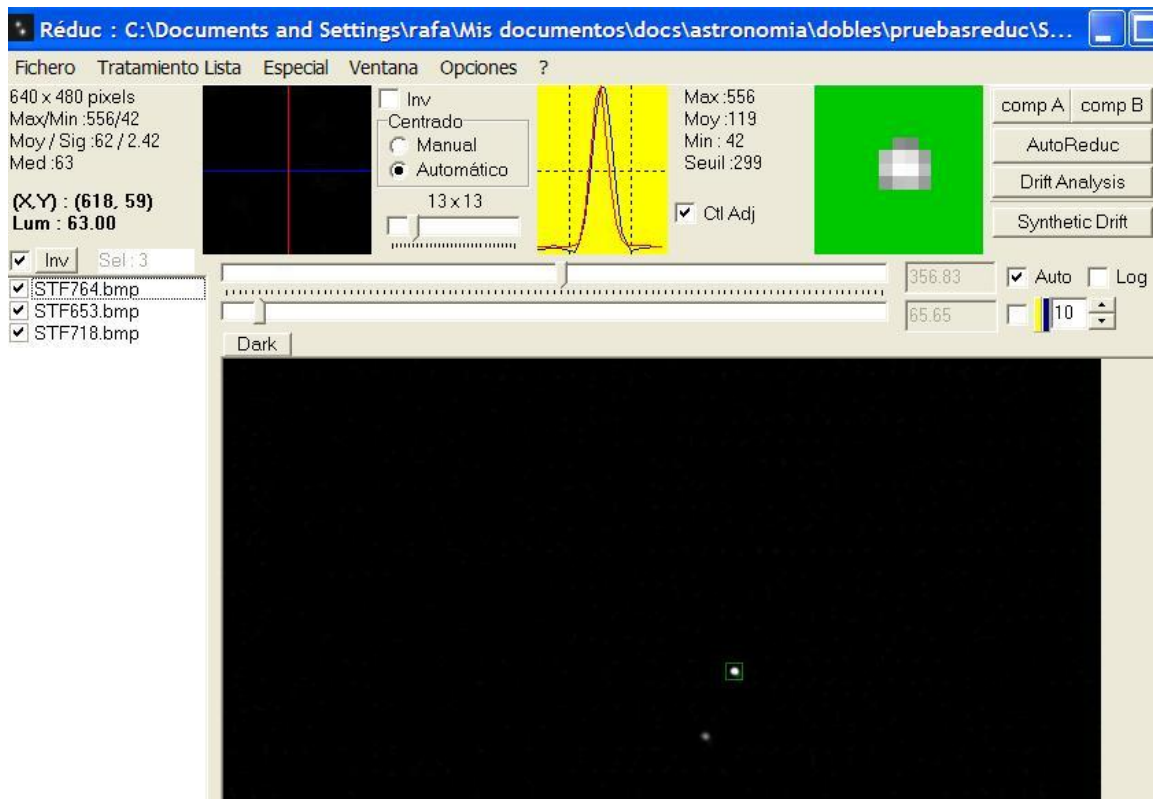 Réduc : C:\Documents and Settings\rafa\Mis documentos\docs\astronomia\dobles\pruebasreduc\S...
Fichero Tratamiento Lista Especial Ventana Opciones ?
640 x 480 pixels
Max/Min :556/42
Moy / Sig :62 / 2.42
Med :63
(X,Y) : (618, 59)
Lum : 63.00
Inv
Centrado
Manual
Automático
13 x 13
Max :556
Moy :119
Min : 42
Seuil :299
Ctl Adj
comp A comp B
AutoReduc
Drift Analysis
Synthetic Drift
Inv Sel : 3
STF764.bmp
STF653.bmp
STF718.bmp
356.83 Auto Log
65.65 10
Dark